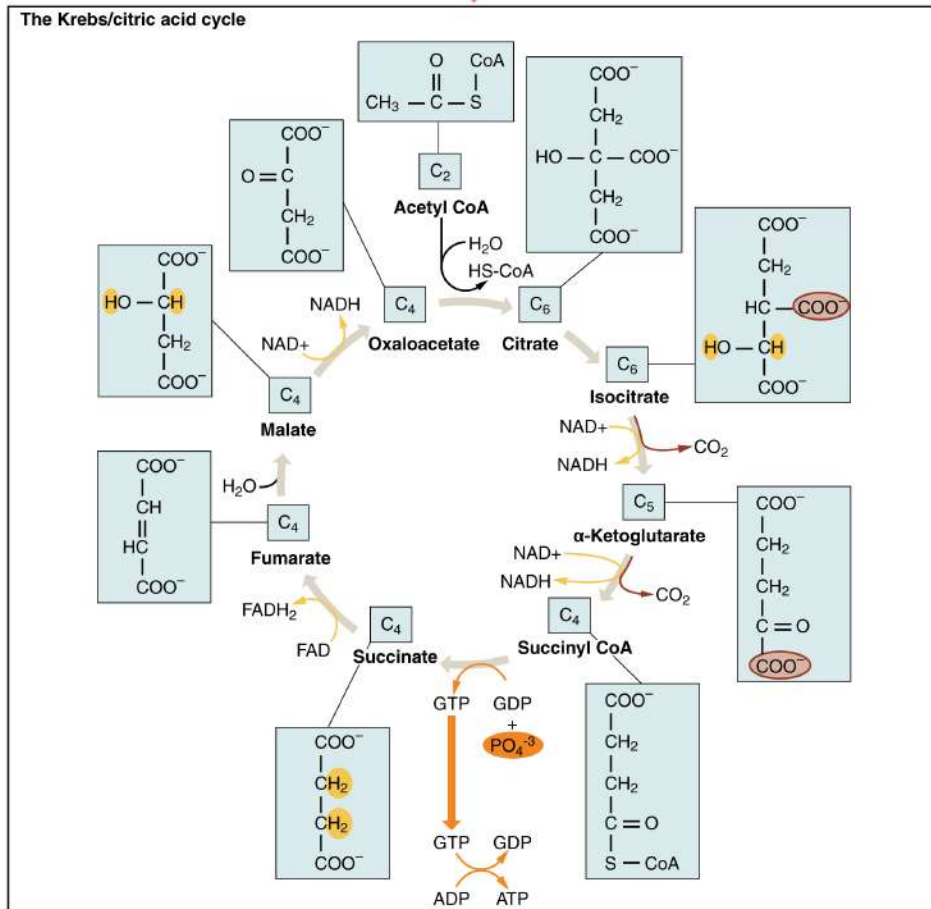 The Krebs/citric acid cycle
O CoA
CH₃ – C – S
C₂
Acetyl CoA
H₂O
HS-CoA
COO⁻
O = C
CH₂
COO⁻
C₄
Oxaloacetate
COO⁻
CH₂
HO – C – COO⁻
CH₂
COO⁻
C₆
Citrate
COO⁻
CH₂
HC – COO⁻
HO – CH
COO⁻
C₆
Isocitrate
NAD+
NADH
CO₂
C₅
α-Ketoglutarate
COO⁻
CH₂
CH₂
C = O
COO⁻
NAD+
NADH
CO₂
C₄
Succinyl CoA
COO⁻
CH₂
CH₂
C = O
S – CoA
GTP GDP
+
PO₄⁻³
GTP GDP
ADP ATP
C₄
Succinate
COO⁻
CH₂
CH₂
COO⁻
FADH₂
FAD
C₄
Fumarate
COO⁻
CH
HC
COO⁻
H₂O
C₄
Malate
COO⁻
HO – CH
CH₂
COO⁻
NAD+
NADH